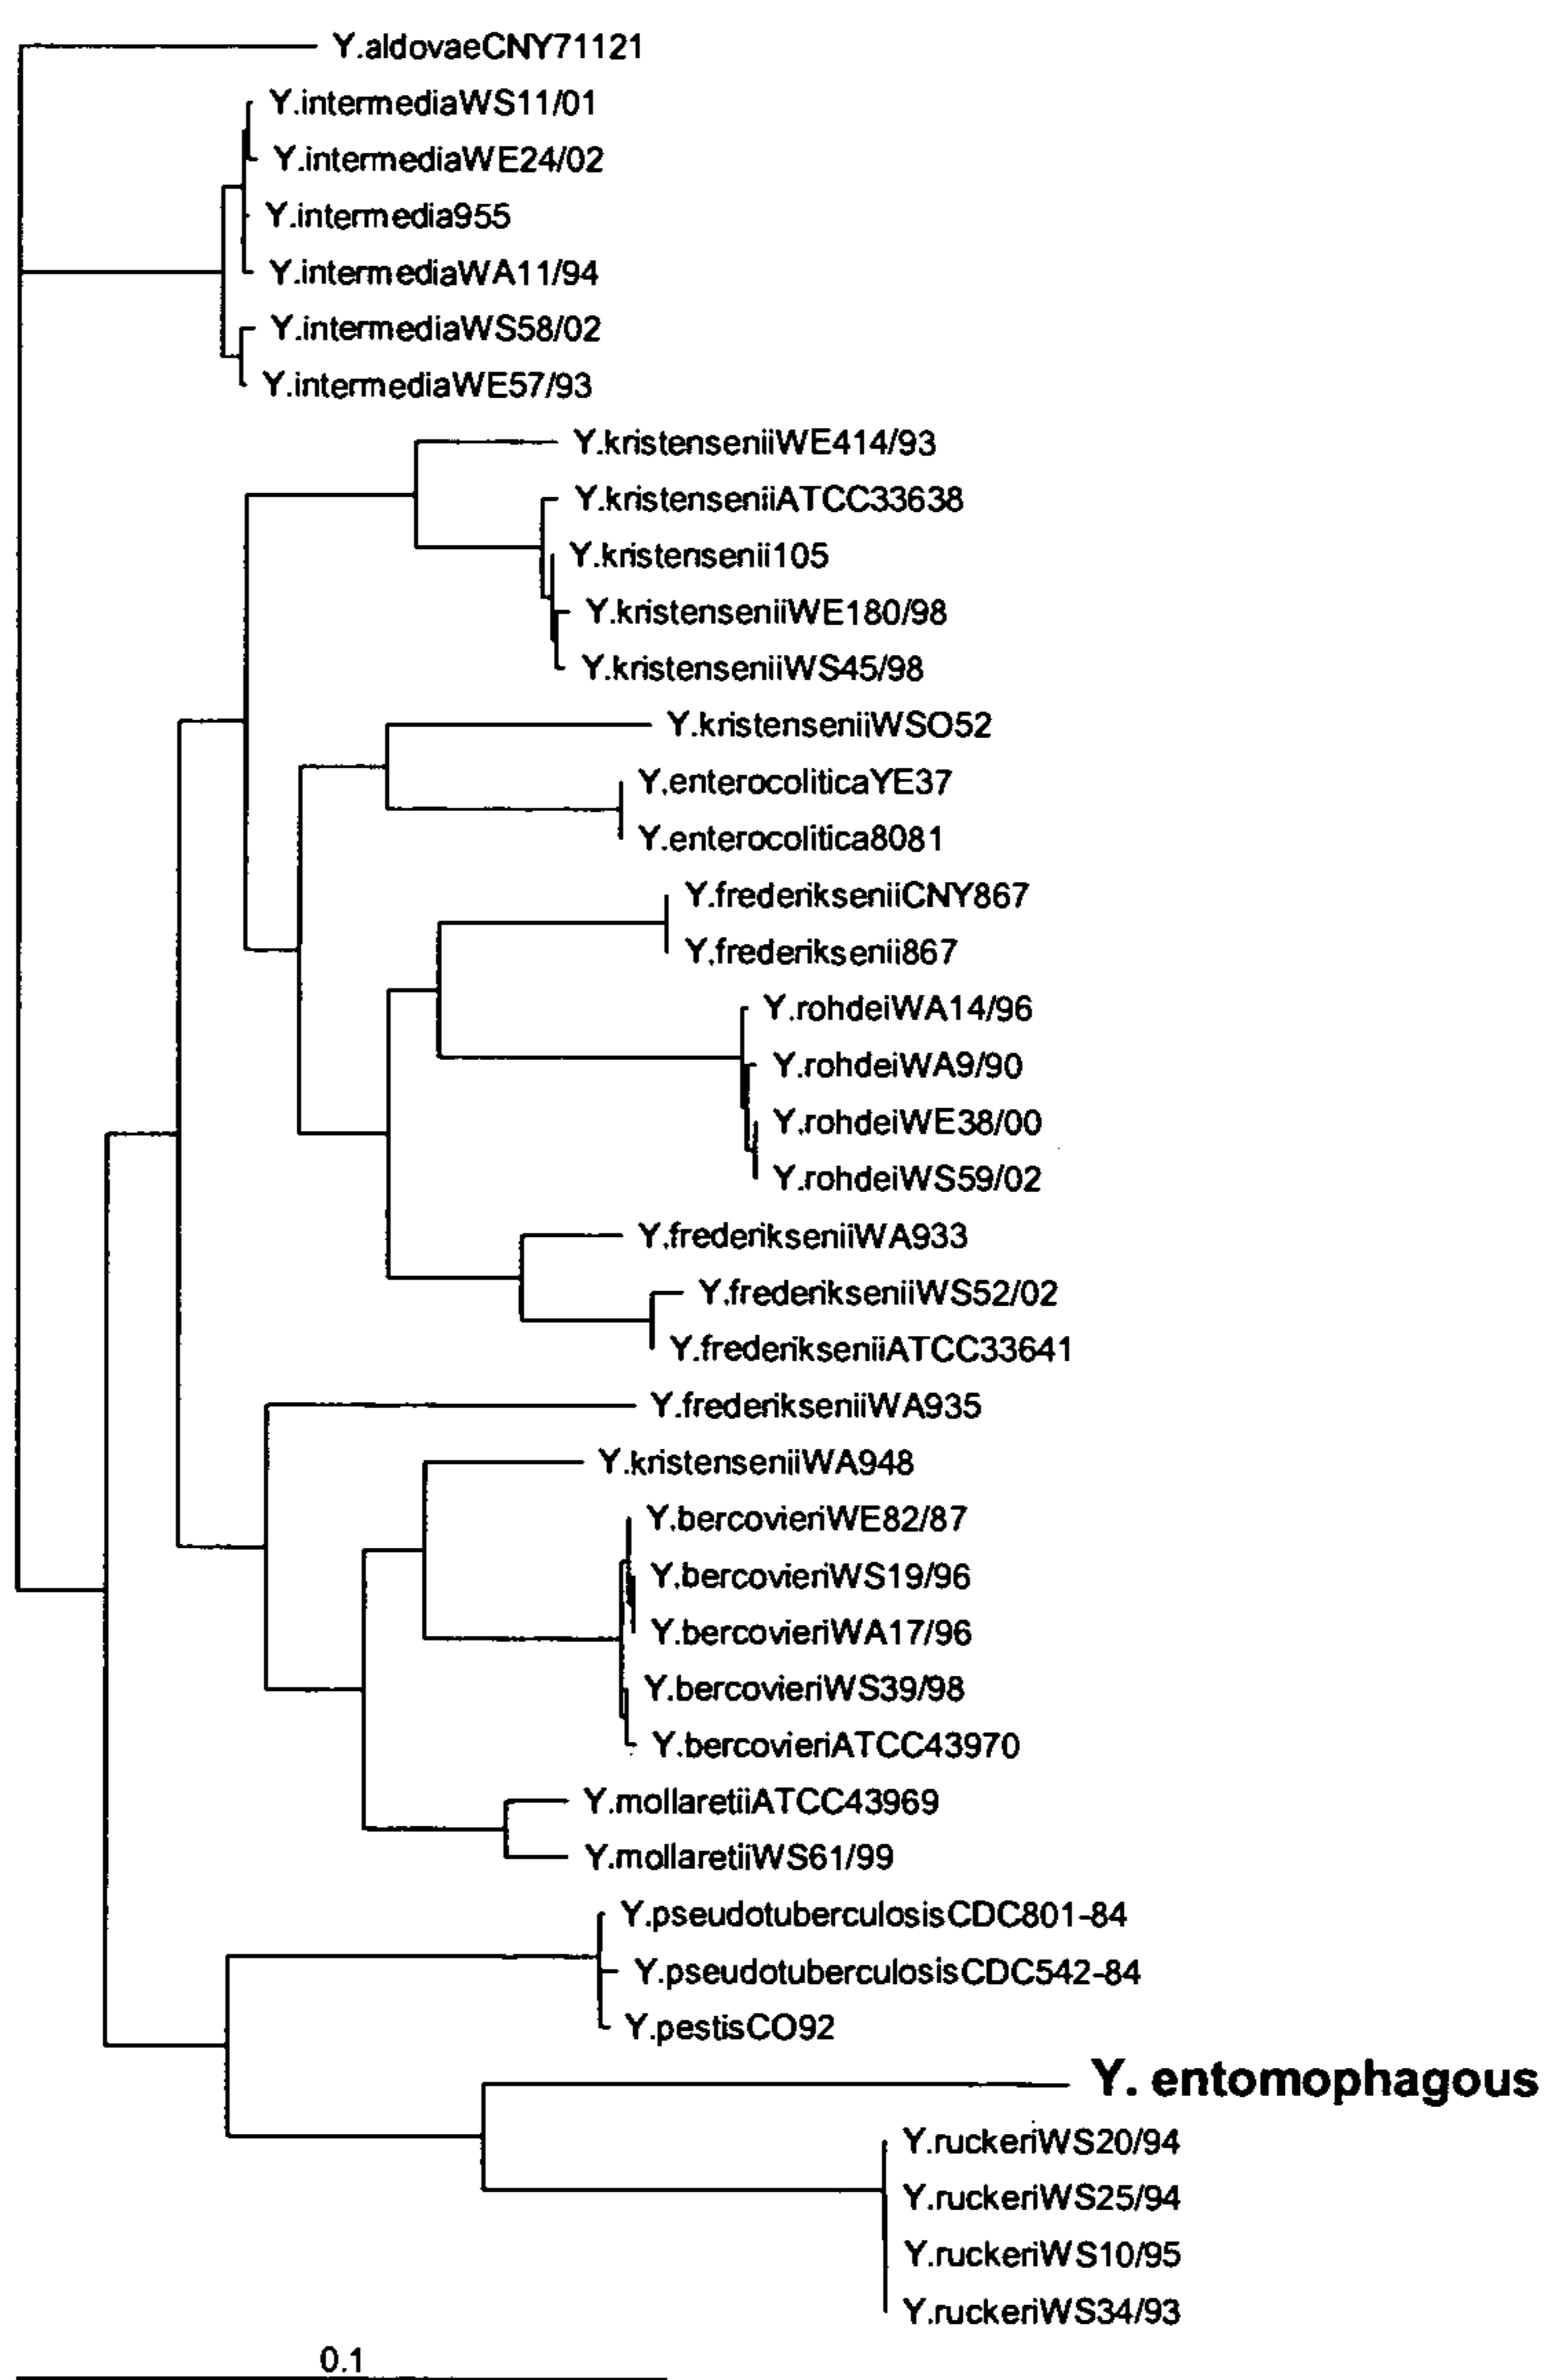 Y.aldovaeCNY71121
Y.intermediaWS11/01
Y.intermediaWE24/02
Y.intermedia955
Y.intermediaWA11/94
Y.intermediaWS58/02
Y.intermediaWE57/93
Y.kristenseniiWE414/93
Y.kristenseniiATCC33638
Y.kristensenii105
Y.kristenseniiWE180/98
Y.kristenseniiWS45/98
Y.kristenseniiWSO52
Y.enterocoliticaYE37
Y.enterocolitica8081
Y.frederikseniiCNY867
Y.frederiksenii867
Y.rohdeiWA14/96
Y.rohdeiWA9/90
Y.rohdeiWE38/00
Y.rohdeiWS59/02
Y.frederikseniiWA933
Y.frederikseniiWS52/02
Y.frederikseniiATCC33641
Y.frederikseniiWA935
Y.kristenseniiWA948
Y.bercovieriWE82/87
Y.bercovieriWS19/96
Y.bercovieriWA17/96
Y.bercovieriWS39/98
Y.bercovieriATCC43970
Y.mollaretiiATCC43969
Y.mollaretiiWS61/99
Y.pseudotuberculosisCDC801-84
Y.pseudotuberculosisCDC542-84
Y.pestisCO92
Y. entomophagous
Y.ruckeriWS20/94
Y.ruckeriWS25/94
Y.ruckeriWS10/95
Y.ruckeriWS34/93
0.1